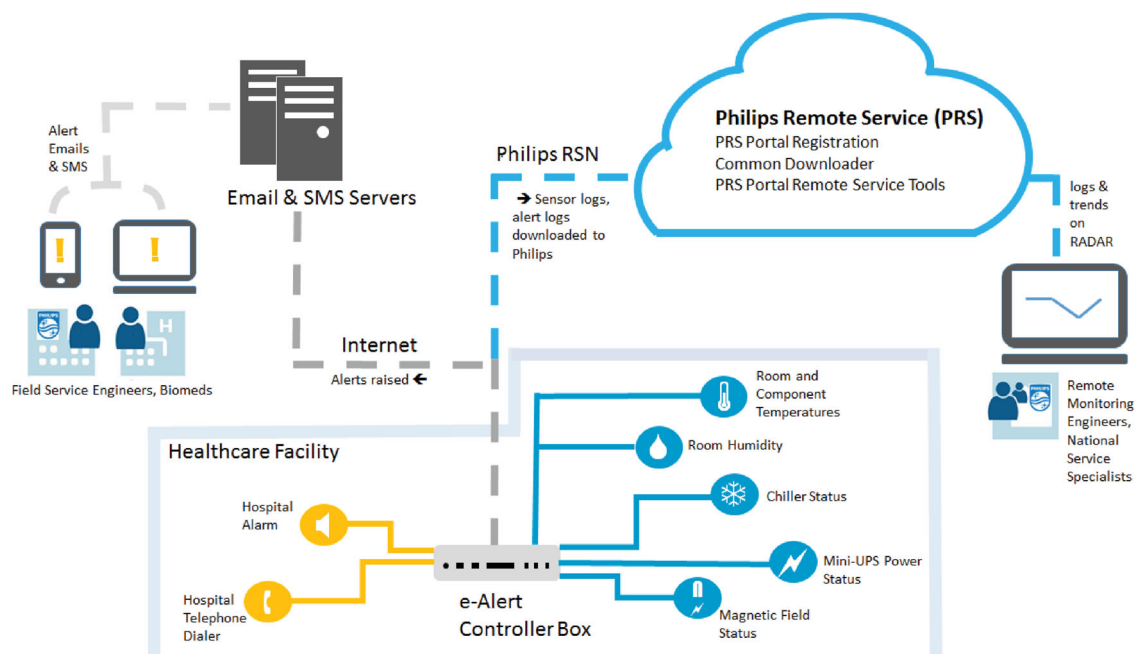 Philips Remote Service (PRS)
PRS Portal Registration
Common Downloader
PRS Portal Remote Service Tools
Alert
Emails
& SMS
Email & SMS Servers
Philips RSN
➔ Sensor logs,
alert logs
downloaded to
Philips
logs &
trends
on
RADAR
!
!
PHILIPS
H
Field Service Engineers, Biomeds
Internet
Alerts raised 🡨
PHILIPS
Remote
Monitoring
Engineers,
National
Service
Specialists
Healthcare Facility
Room and
Component
Temperatures
Room Humidity
Chiller Status
Mini-UPS Power
Status
Magnetic Field
Status
Hospital
Alarm
Hospital
Telephone
Dialer
e-Alert
Controller Box